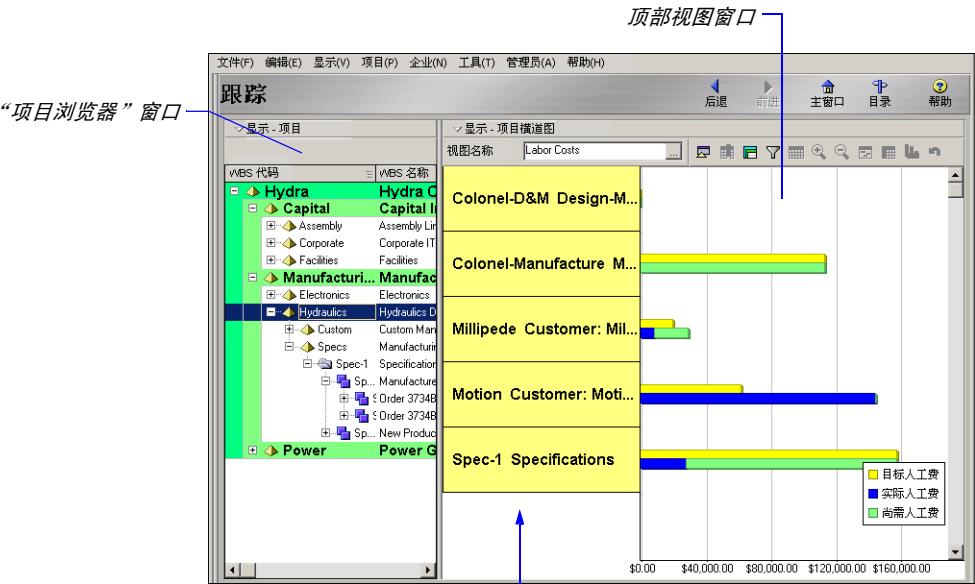 顶部视图窗口
“项目浏览器”窗口
文件(F) 编辑(E) 显示(V) 项目(P) 企业(N) 工具(T) 管理员(A) 帮助(H)
跟踪
后退 前进 主窗口 目录 帮助
显示 - 项目
显示 - 项目横道图
视图名称 Labor Costs ...
WBS 代码 WBS 名称
Hydra Hydra C
Capital Capital I
Assembly Assembly Lir
Corporate Corporate IT
Facilities Facilities
Manufacturi... Manufac
Electronics Electronics
Hydraulics Hydraulics D
Custom Custom Man
Specs Manufacturir
Spec-1 Specification
Sp... Manufacture
Order 3734B
Order 3734B
Sp... New Produc
Power Power G
Colonel-D&M Design-M...
Colonel-Manufacture M...
Millipede Customer: Mil...
Motion Customer: Moti...
Spec-1 Specifications
目标人工费
实际人工费
尚需人工费
$0.00 $40,000.00 $80,000.00 $120,000.00 $160,000.00